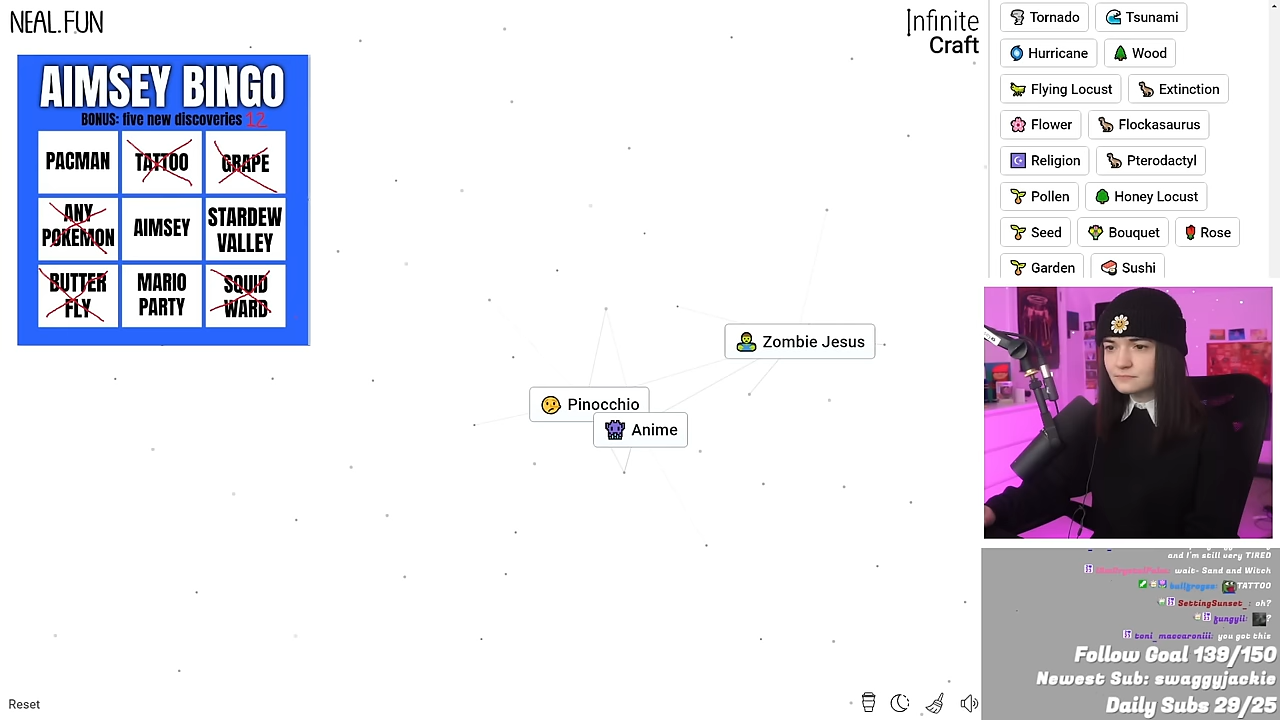 NEAL.FUN
Infinite
Craft
AIMSEY BINGO
BONUS: five new discoveries 12
PACMAN
TATTOO
GRAPE
ANY
POKEMON
AIMSEY
STARDEW
VALLEY
BUTTER
FLY
MARIO
PARTY
SQUID
WARD
Zombie Jesus
Pinocchio
Anime
Reset
Tornado
Tsunami
Hurricane
Wood
Flying Locust
Extinction
Flower
Flockasaurus
Religion
Pterodactyl
Pollen
Honey Locust
Seed
Bouquet
Rose
Garden
Sushi
and I'm still very TIRED
wait- Sand and Witch
TATTOO
SettingSunset_: oh?
fungyii: ?
toni_maccaroniii: you got this
Follow Goal 139/150
Newest Sub: swaggyjackie
Daily Subs 29/25